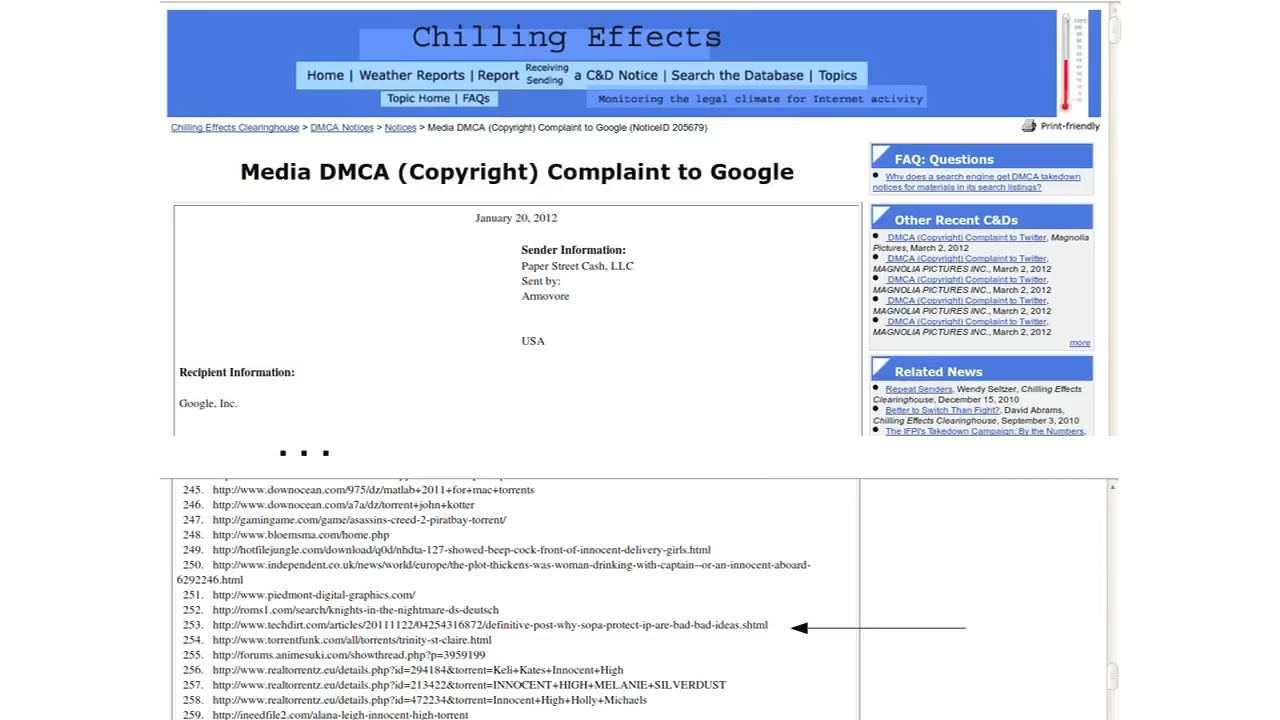 Chilling Effects
Home | Weather Reports | Report Receiving Sending a C&D Notice | Search the Database | Topics
Topic Home | FAQs
Monitoring the legal climate for Internet activity
Chilling Effects Clearinghouse > DMCA Notices > Notices > Media DMCA (Copyright) Complaint to Google (NoticeID 205679)
Print-friendly
Media DMCA (Copyright) Complaint to Google
January 20, 2012
Sender Information:
Paper Street Cash, LLC
Sent by:
Armovore
USA
Recipient Information:
Google, Inc.
FAQ: Questions
Why does a search engine get DMCA takedown
notices for materials in its search listings?
Other Recent C&Ds
DMCA (Copyright) Complaint to Twitter, Magnolia
Pictures, March 2, 2012
DMCA (Copyright) Complaint to Twitter,
MAGNOLIA PICTURES INC., March 2, 2012
DMCA (Copyright) Complaint to Twitter,
MAGNOLIA PICTURES INC., March 2, 2012
DMCA (Copyright) Complaint to Twitter,
MAGNOLIA PICTURES INC., March 2, 2012
DMCA (Copyright) Complaint to Twitter,
MAGNOLIA PICTURES INC., March 2, 2012
more
Related News
Repeat Senders, Wendy Seltzer, Chilling Effects
Clearinghouse, December 15, 2010
Better to Switch Than Fight?, David Abrams,
Chilling Effects Clearinghouse, September 3, 2010
The IFPI's Takedown Campaign: By the Numbers,
...
245. http://www.downocean.com/975/dz/matlab+2011+for+mac+torrents
246. http://www.downocean.com/a7a/dz/torrent+john+kotter
247. http://gamingame.com/game/asassins-creed-2-piratbay-torrent/
248. http://www.bloemsma.com/home.php
249. http://hotfilejungle.com/download/q0d/nhdta-127-showed-beep-cock-front-of-innocent-delivery-girls.html
250. http://www.independent.co.uk/news/world/europe/the-plot-thickens-was-woman-drinking-with-captain--or-an-innocent-aboard-
6292246.html
251. http://www.piedmont-digital-graphics.com/
252. http://roms1.com/search/knights-in-the-nightmare-ds-deutsch
253. http://www.techdirt.com/articles/20111122/04254316872/definitive-post-why-sopa-protect-ip-are-bad-bad-ideas.shtml
254. http://www.torrentfunk.com/all/torrents/trinity-st-claire.html
255. http://forums.animesuki.com/showthread.php?p=3959199
256. http://www.realtorrentz.eu/details.php?id=294184&torrent=Keli+Kates+Innocent+High
257. http://www.realtorrentz.eu/details.php?id=213422&torrent=INNOCENT+HIGH+MELANIE+SILVERDUST
258. http://www.realtorrentz.eu/details.php?id=472234&torrent=Innocent+High+Holly+Michaels
259. http://ineedfile2.com/alana-leigh-innocent-high-torrent